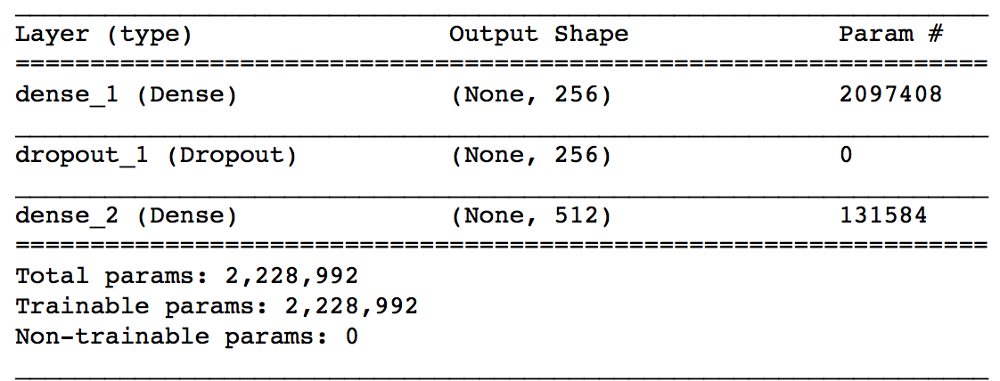 _________________________________________________________________
Layer (type)                 Output Shape              Param #
=================================================================
dense_1 (Dense)              (None, 256)               2097408
_________________________________________________________________
dropout_1 (Dropout)          (None, 256)               0
_________________________________________________________________
dense_2 (Dense)              (None, 512)               131584
=================================================================
Total params: 2,228,992
Trainable params: 2,228,992
Non-trainable params: 0
_________________________________________________________________